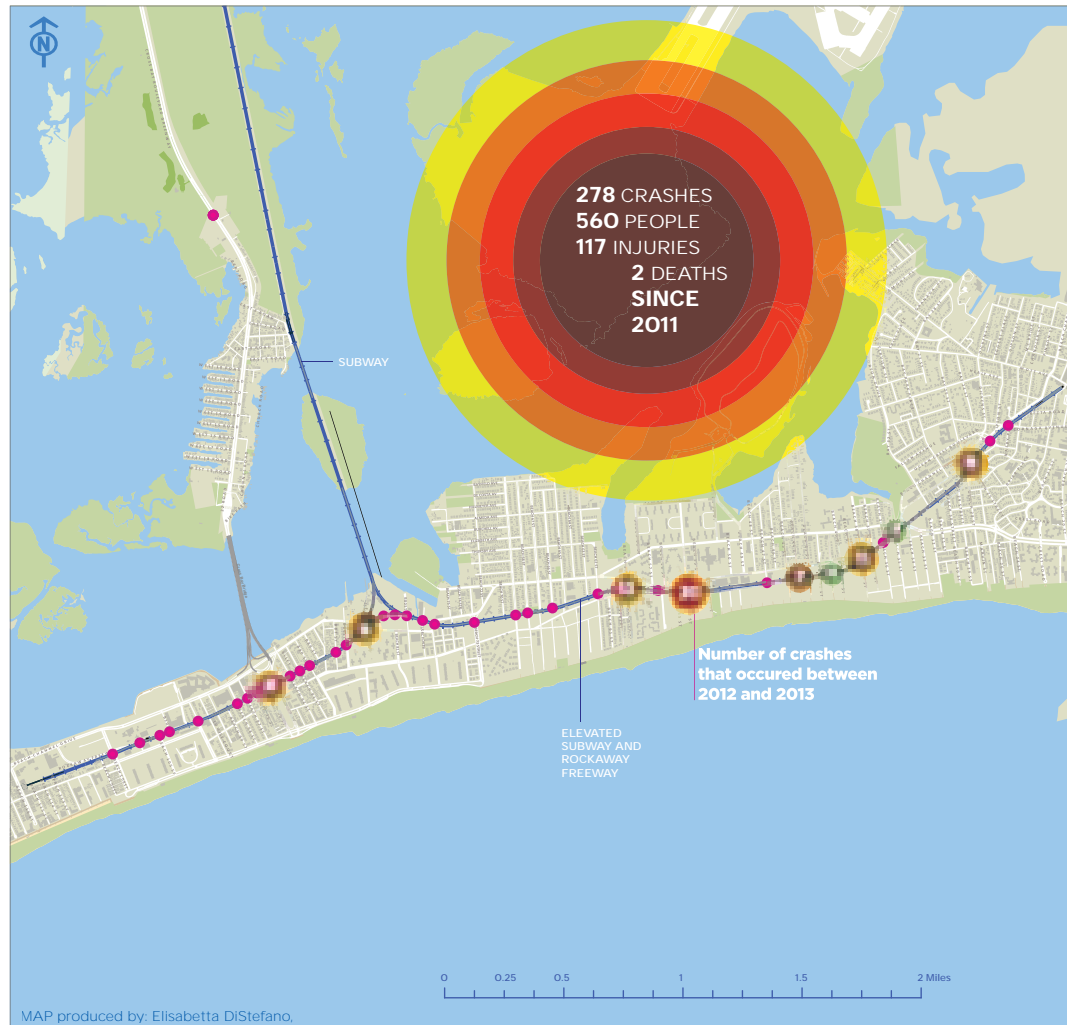 N
278 CRASHES
560 PEOPLE
117 INJURIES
2 DEATHS
SINCE
2011
SUBWAY
Number of crashes
that occured between
2012 and 2013
ELEVATED
SUBWAY AND
ROCKAWAY
FREEWAY
0 0.25 0.5 1 1.5 2 Miles
MAP produced by: Elisabetta DiStefano,